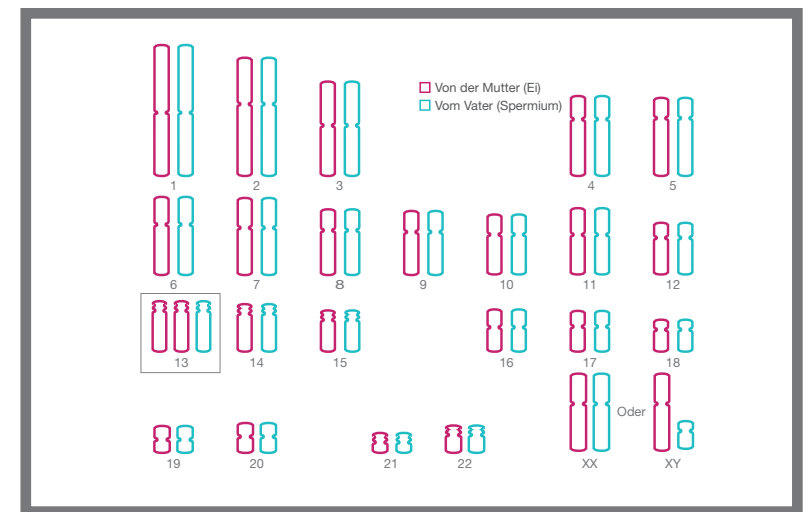 Von der Mutter (Ei)
Vom Vater (Spermium)
1 2 3 4 5
6 7 8 9 10 11 12
13 14 15 16 17 18
Oder
19 20 21 22 XX XY